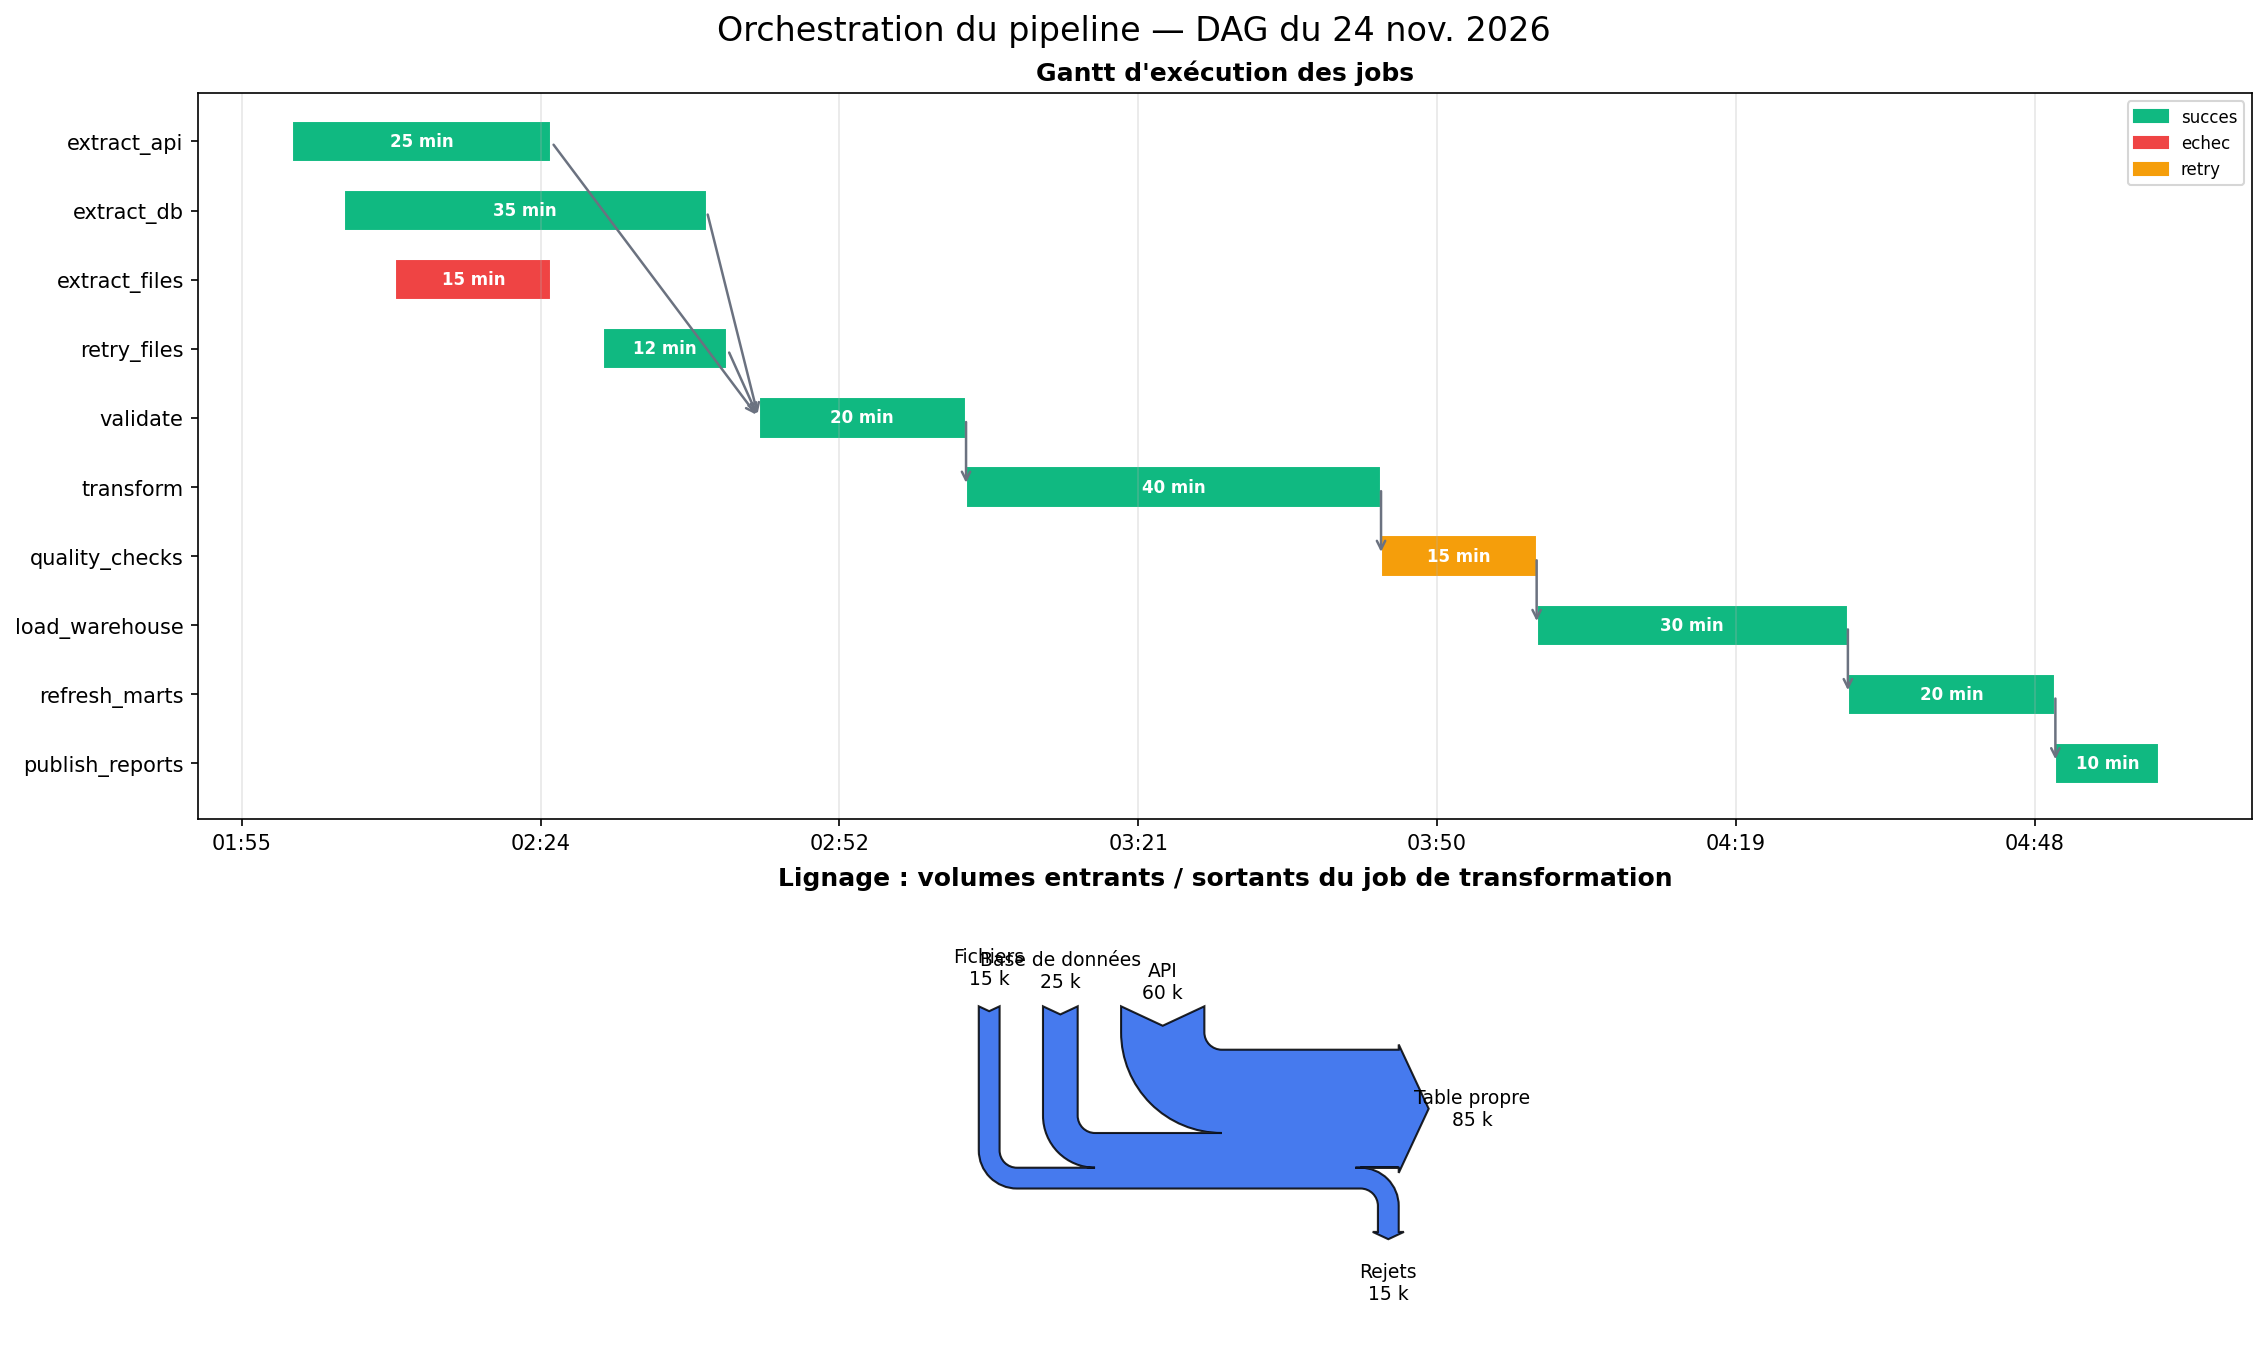 Orchestration du pipeline — DAG du 24 nov. 2026
Gantt d'exécution des jobs
succes
echec
retry
extract_api
25 min
extract_db
35 min
extract_files
15 min
retry_files
12 min
validate
20 min
transform
40 min
quality_checks
15 min
load_warehouse
30 min
refresh_marts
20 min
publish_reports
10 min
01:55 02:24 02:52 03:21 03:50 04:19 04:48
Lignage : volumes entrants / sortants du job de transformation
Fichiers
15 k
Base de données
25 k
API
60 k
Table propre
85 k
Rejets
15 k